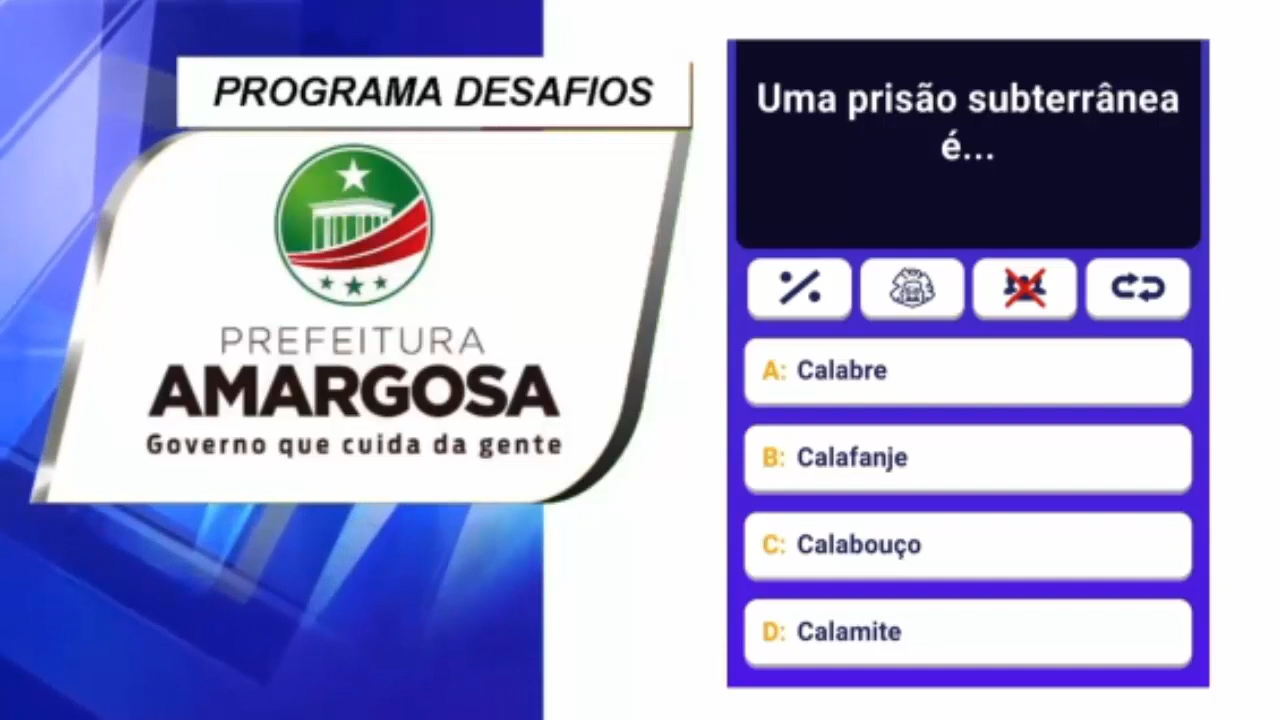 PROGRAMA DESAFIOS
PREFEITURA
AMARGOSA
Governo que cuida da gente
Uma prisão subterrânea
é...
A: Calabre
B: Calafanje
C: Calabouço
D: Calamite